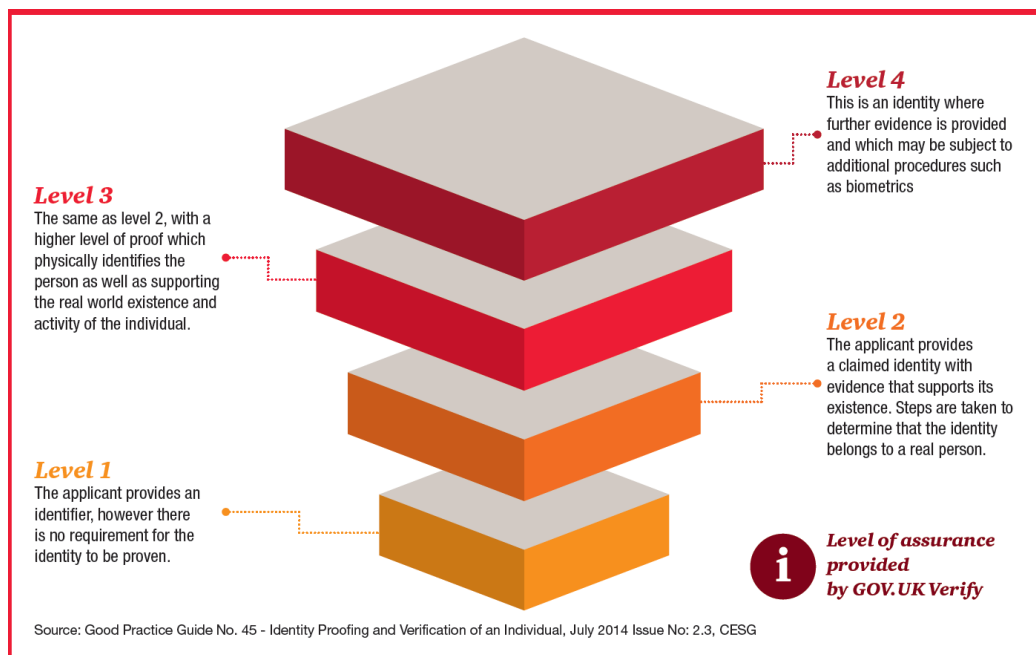 Level 4
This is an identity where
further evidence is provided
and which may be subject to
additional procedures such
as biometrics
Level 3
The same as level 2, with a
higher level of proof which
physically identifies the
person as well as supporting
the real world existence and
activity of the individual.
Level 2
The applicant provides
a claimed identity with
evidence that supports its
existence. Steps are taken to
determine that the identity
belongs to a real person.
Level 1
The applicant provides an
identifier, however there
is no requirement for the
identity to be proven.
i
Level of assurance
provided
by GOV.UK Verify
Source: Good Practice Guide No. 45 - Identity Proofing and Verification of an Individual, July 2014 Issue No: 2.3, CESG